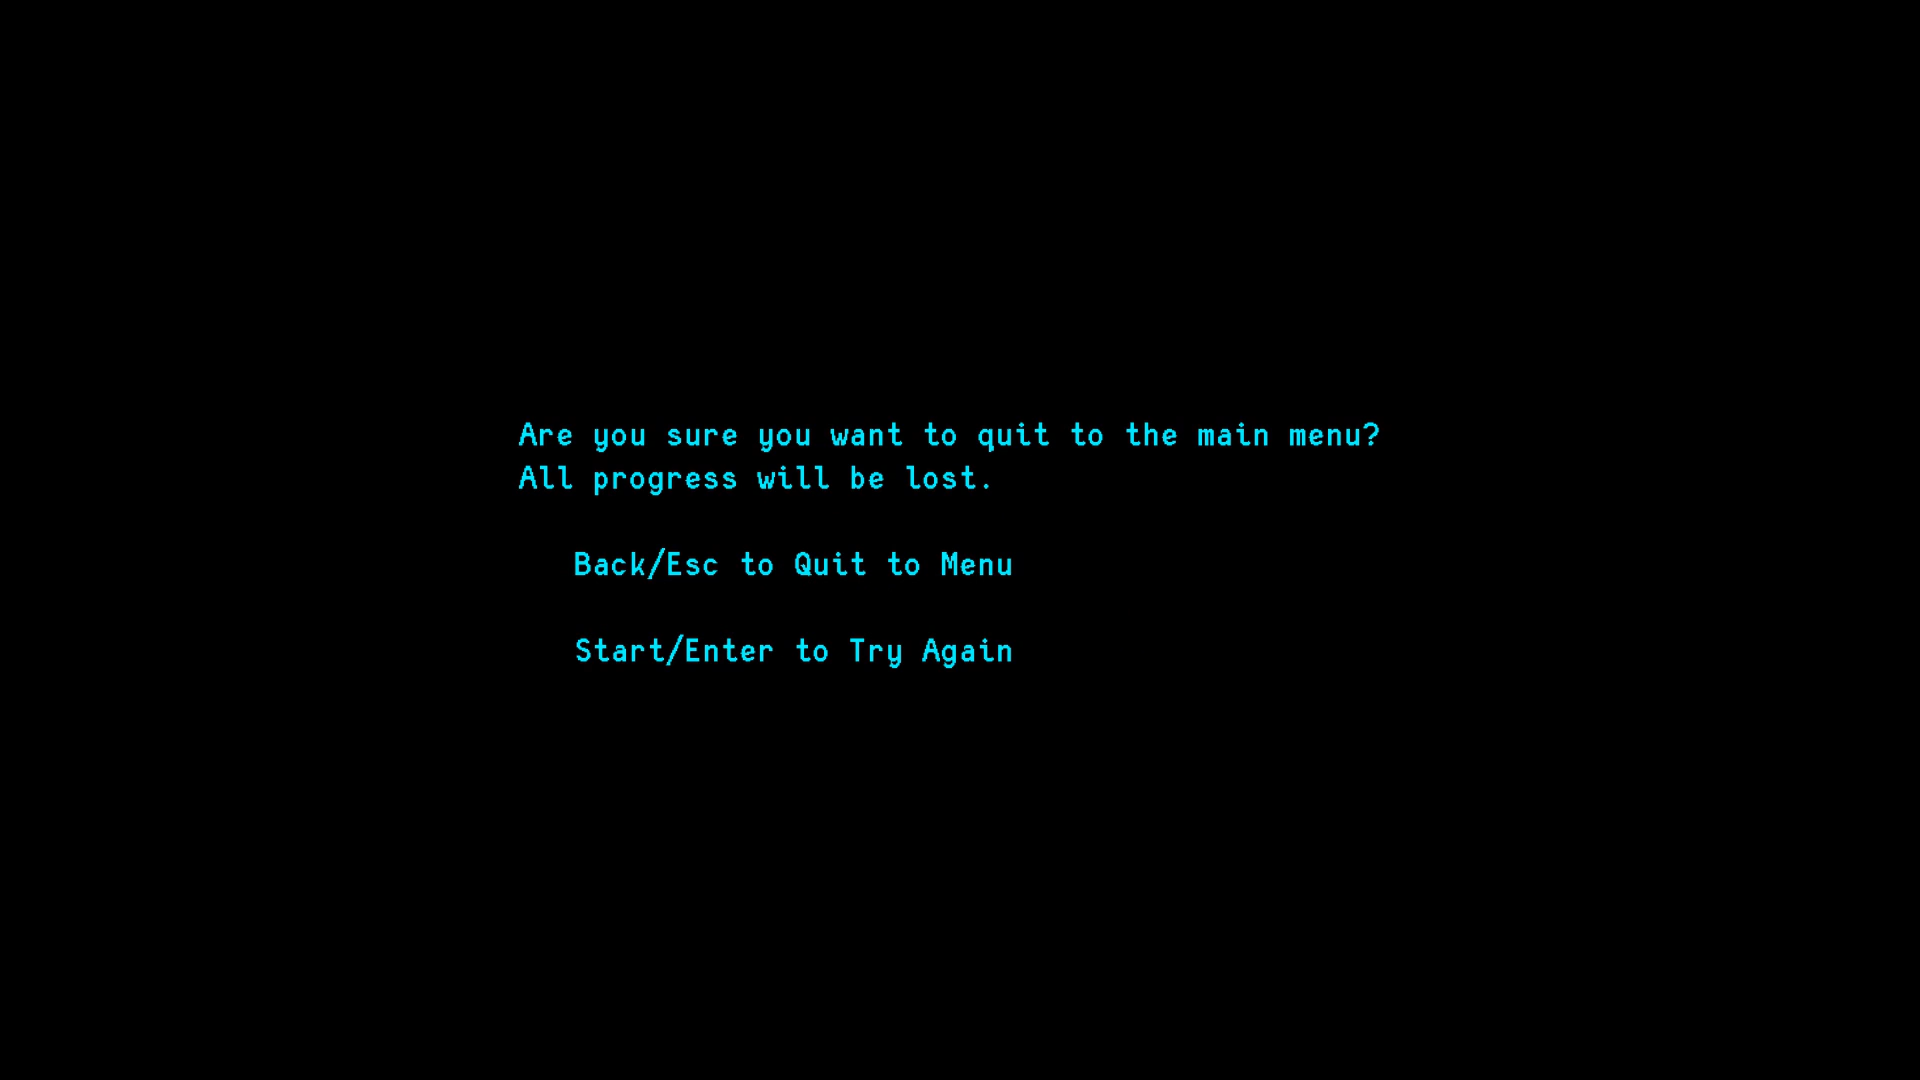 Are you sure you want to quit to the main menu?
All progress will be lost.
Back/Esc to Quit to Menu
Start/Enter to Try Again